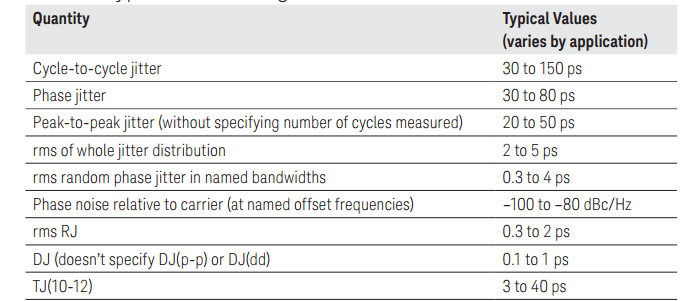 Quantity Typical Values
(varies by application)
Cycle-to-cycle jitter 30 to 150 ps
Phase jitter 30 to 80 ps
Peak-to-peak jitter (without specifying number of cycles measured) 20 to 50 ps
rms of whole jitter distribution 2 to 5 ps
rms random phase jitter in named bandwidths 0.3 to 4 ps
Phase noise relative to carrier (at named offset frequencies) –100 to –80 dBc/Hz
rms RJ 0.3 to 2 ps
DJ (doesn't specify DJ(p-p) or DJ(dd) 0.1 to 1 ps
TJ(10-12) 3 to 40 ps